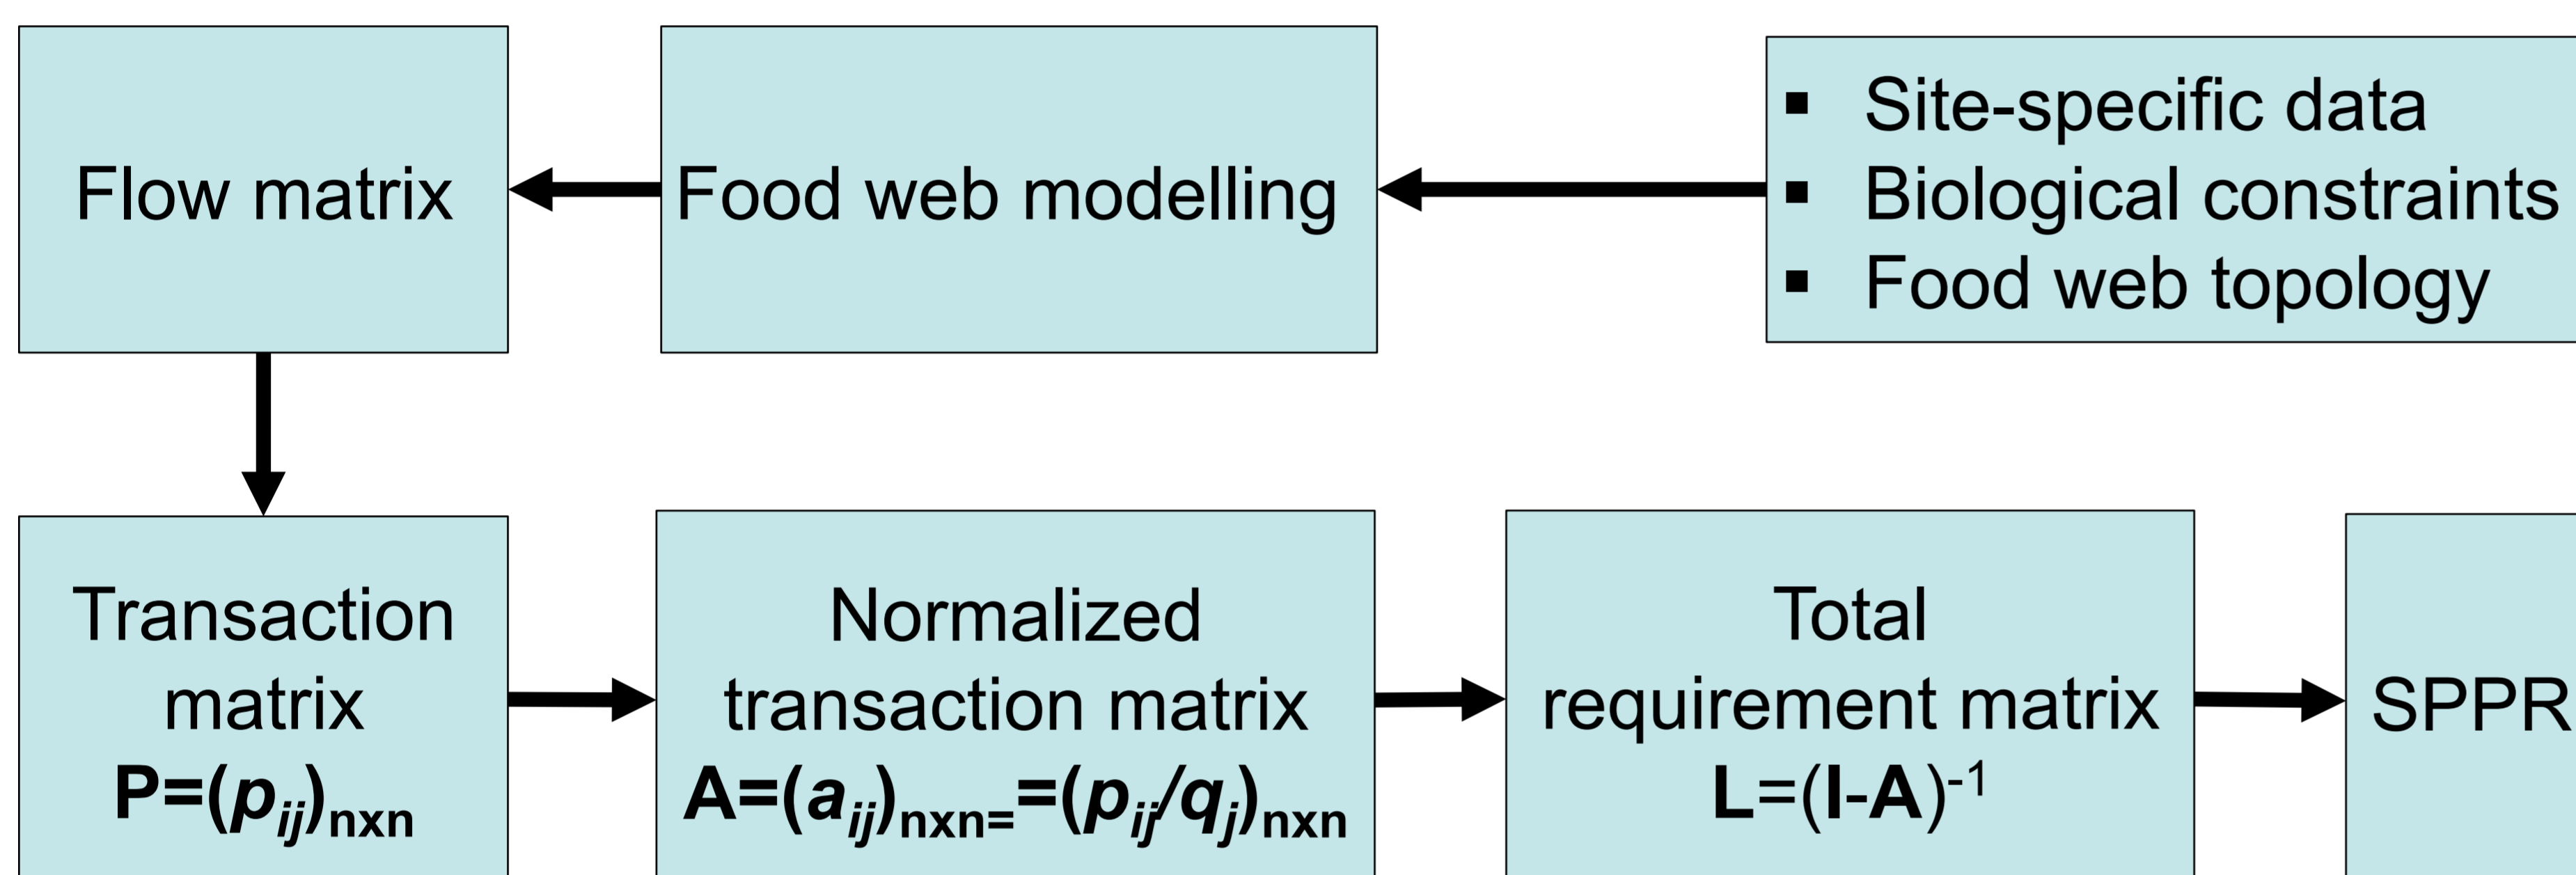 Flow matrix
Food web modelling
▪ Site-specific data
▪ Biological constraints
▪ Food web topology
Transaction
matrix
P=(pij)nxn
Normalized
transaction matrix
A=(aij)nxn==(pij/qj)nxn
Total
requirement matrix
L=(I-A)-1
SPPR